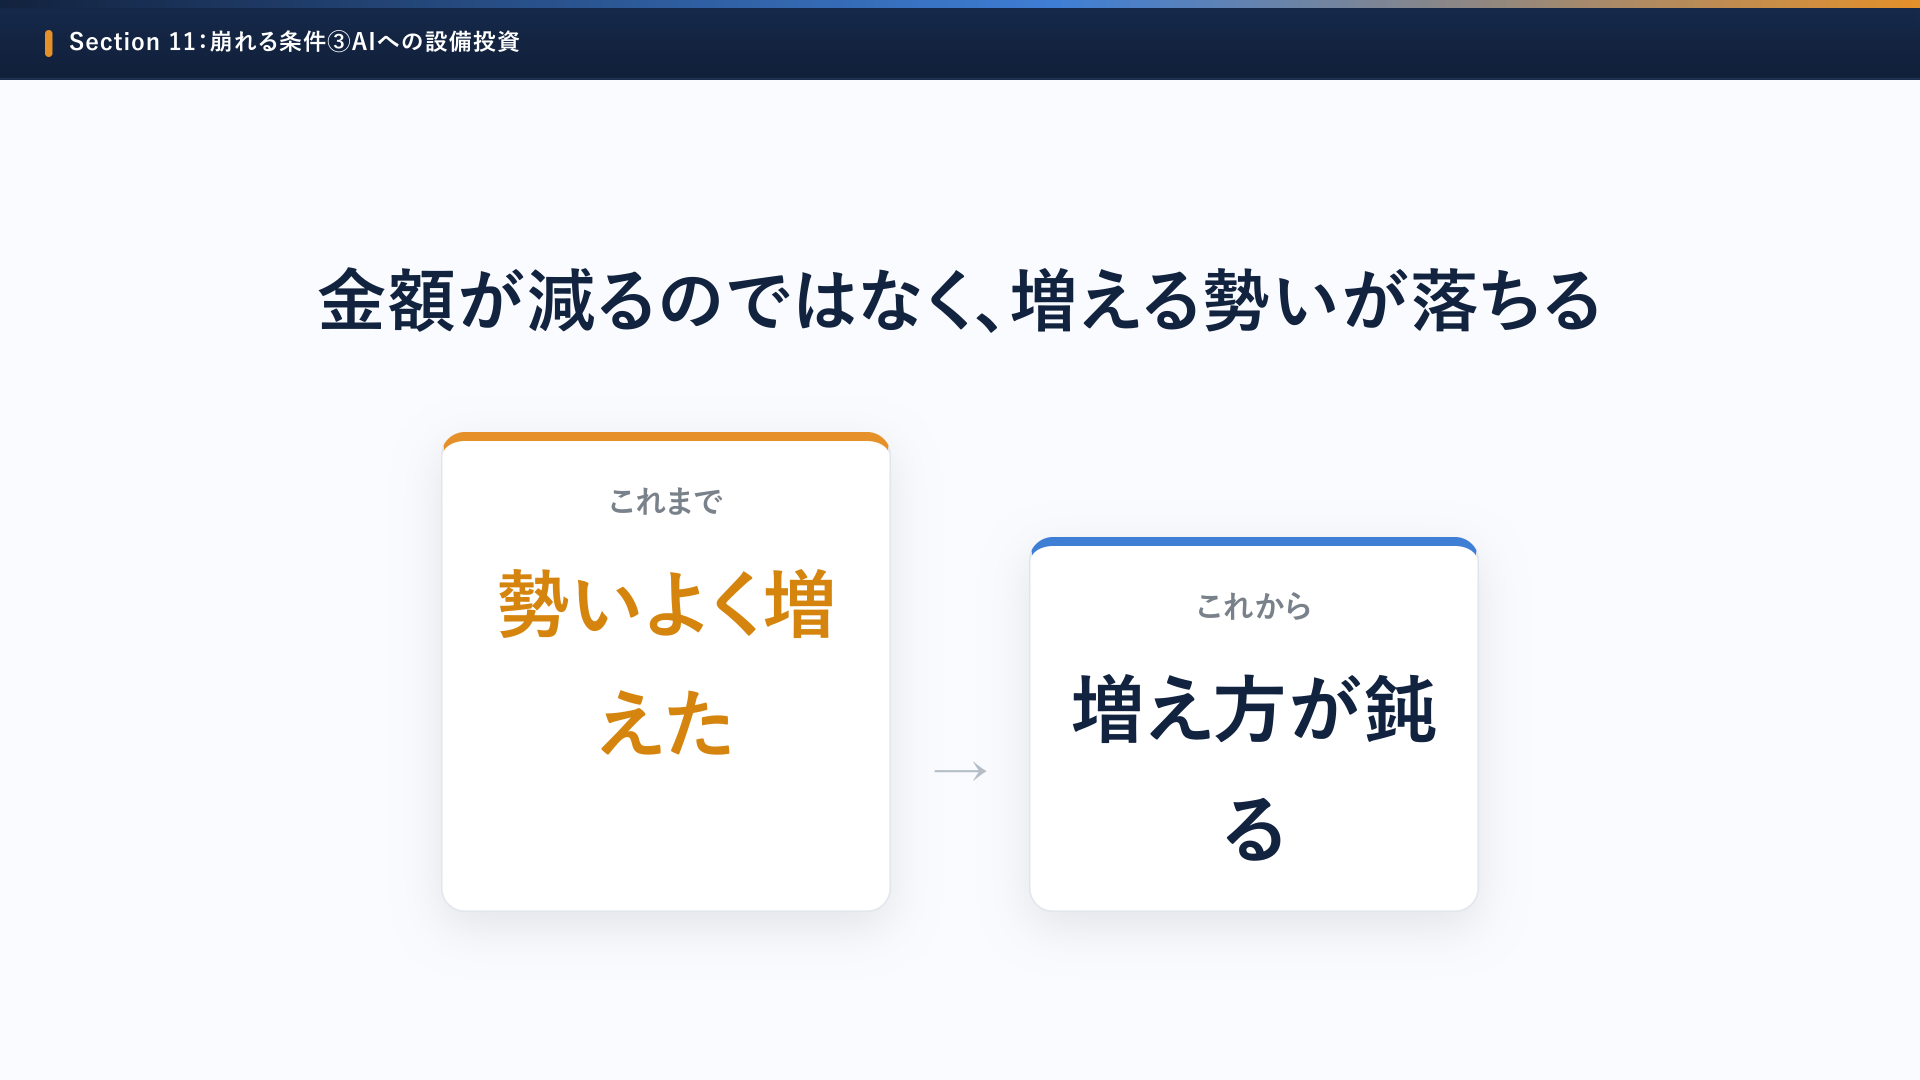 Section 11：崩れる条件③AIへの設備投資
金額が減るのではなく、増える勢いが落ちる
これまで
勢いよく増
えた
→
これから
増え方が鈍
る